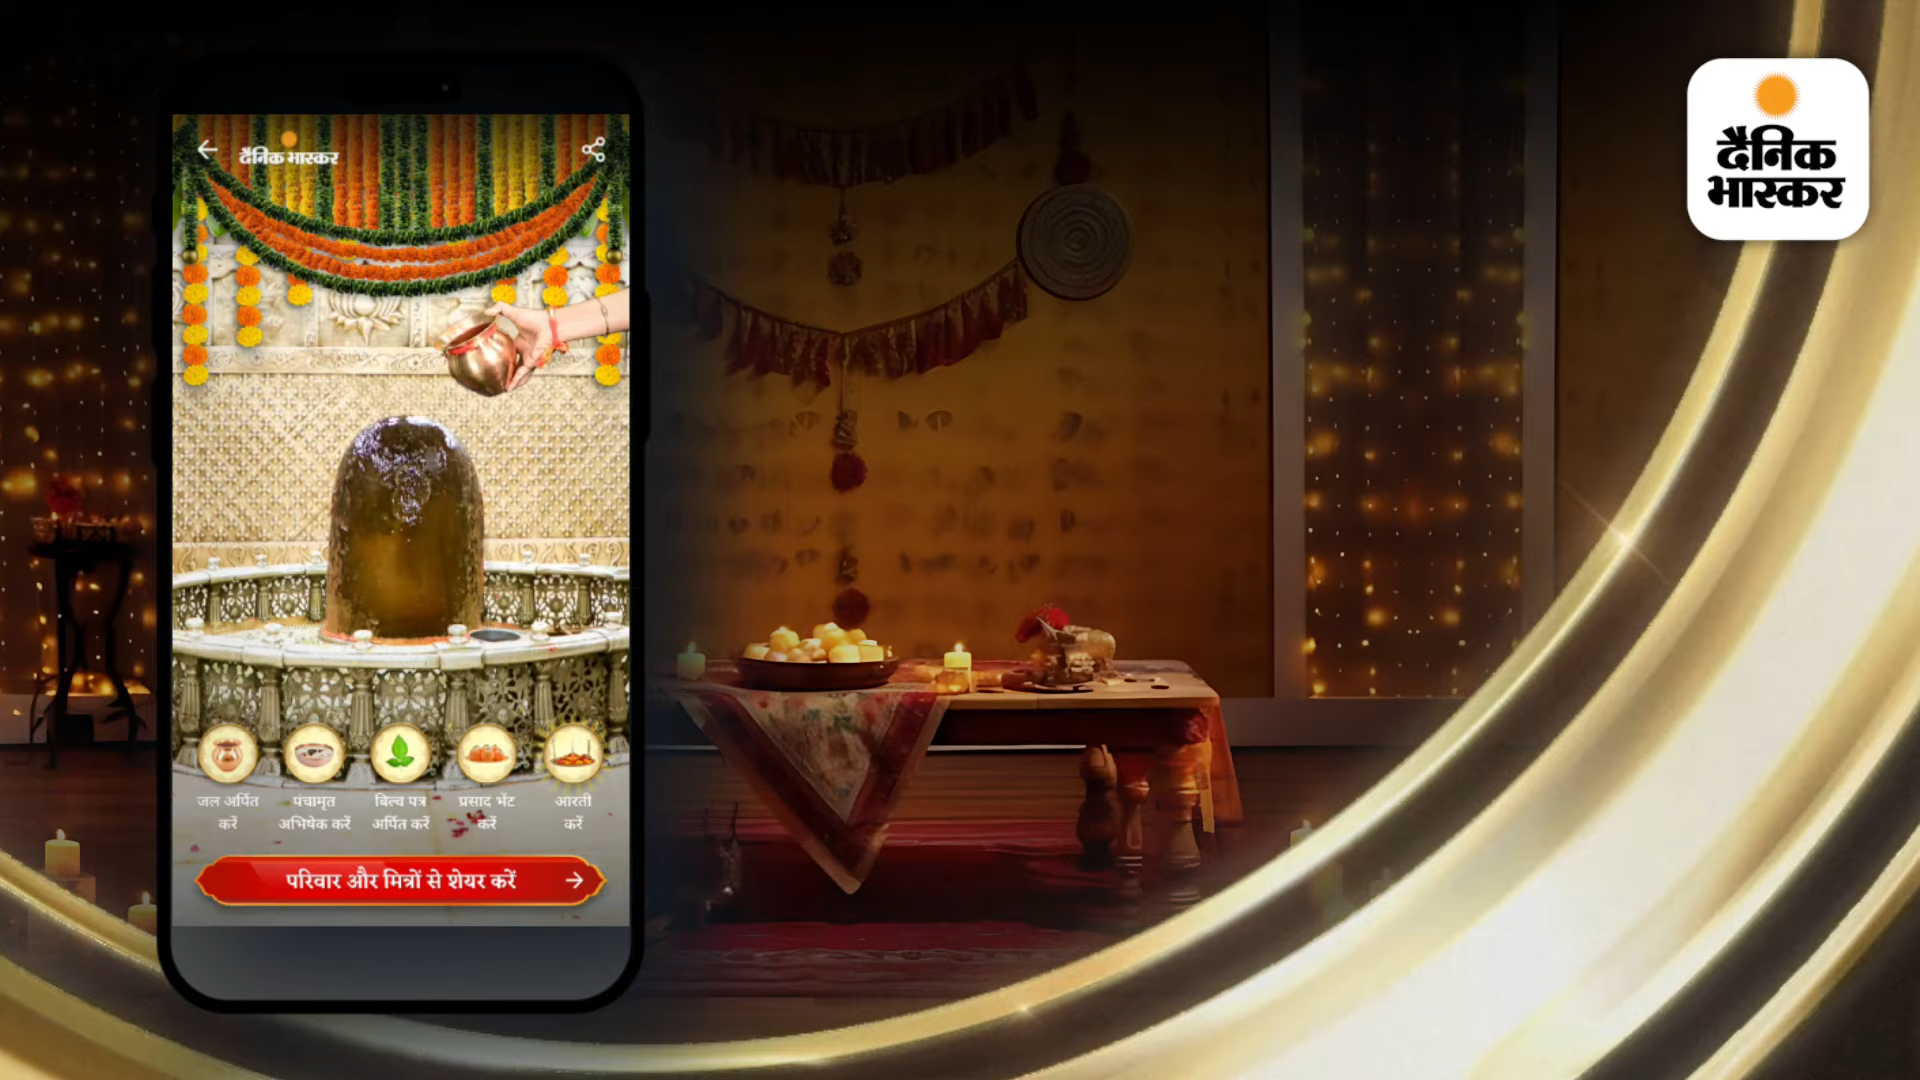 दैनिक भास्कर
जल अर्पित
करें
पंचामृत
अभिषेक करें
बिल्व पत्र
अर्पित करें
प्रसाद भेंट
करें
आरती
करें
परिवार और मित्रों से शेयर करें
दैनिक
भास्कर